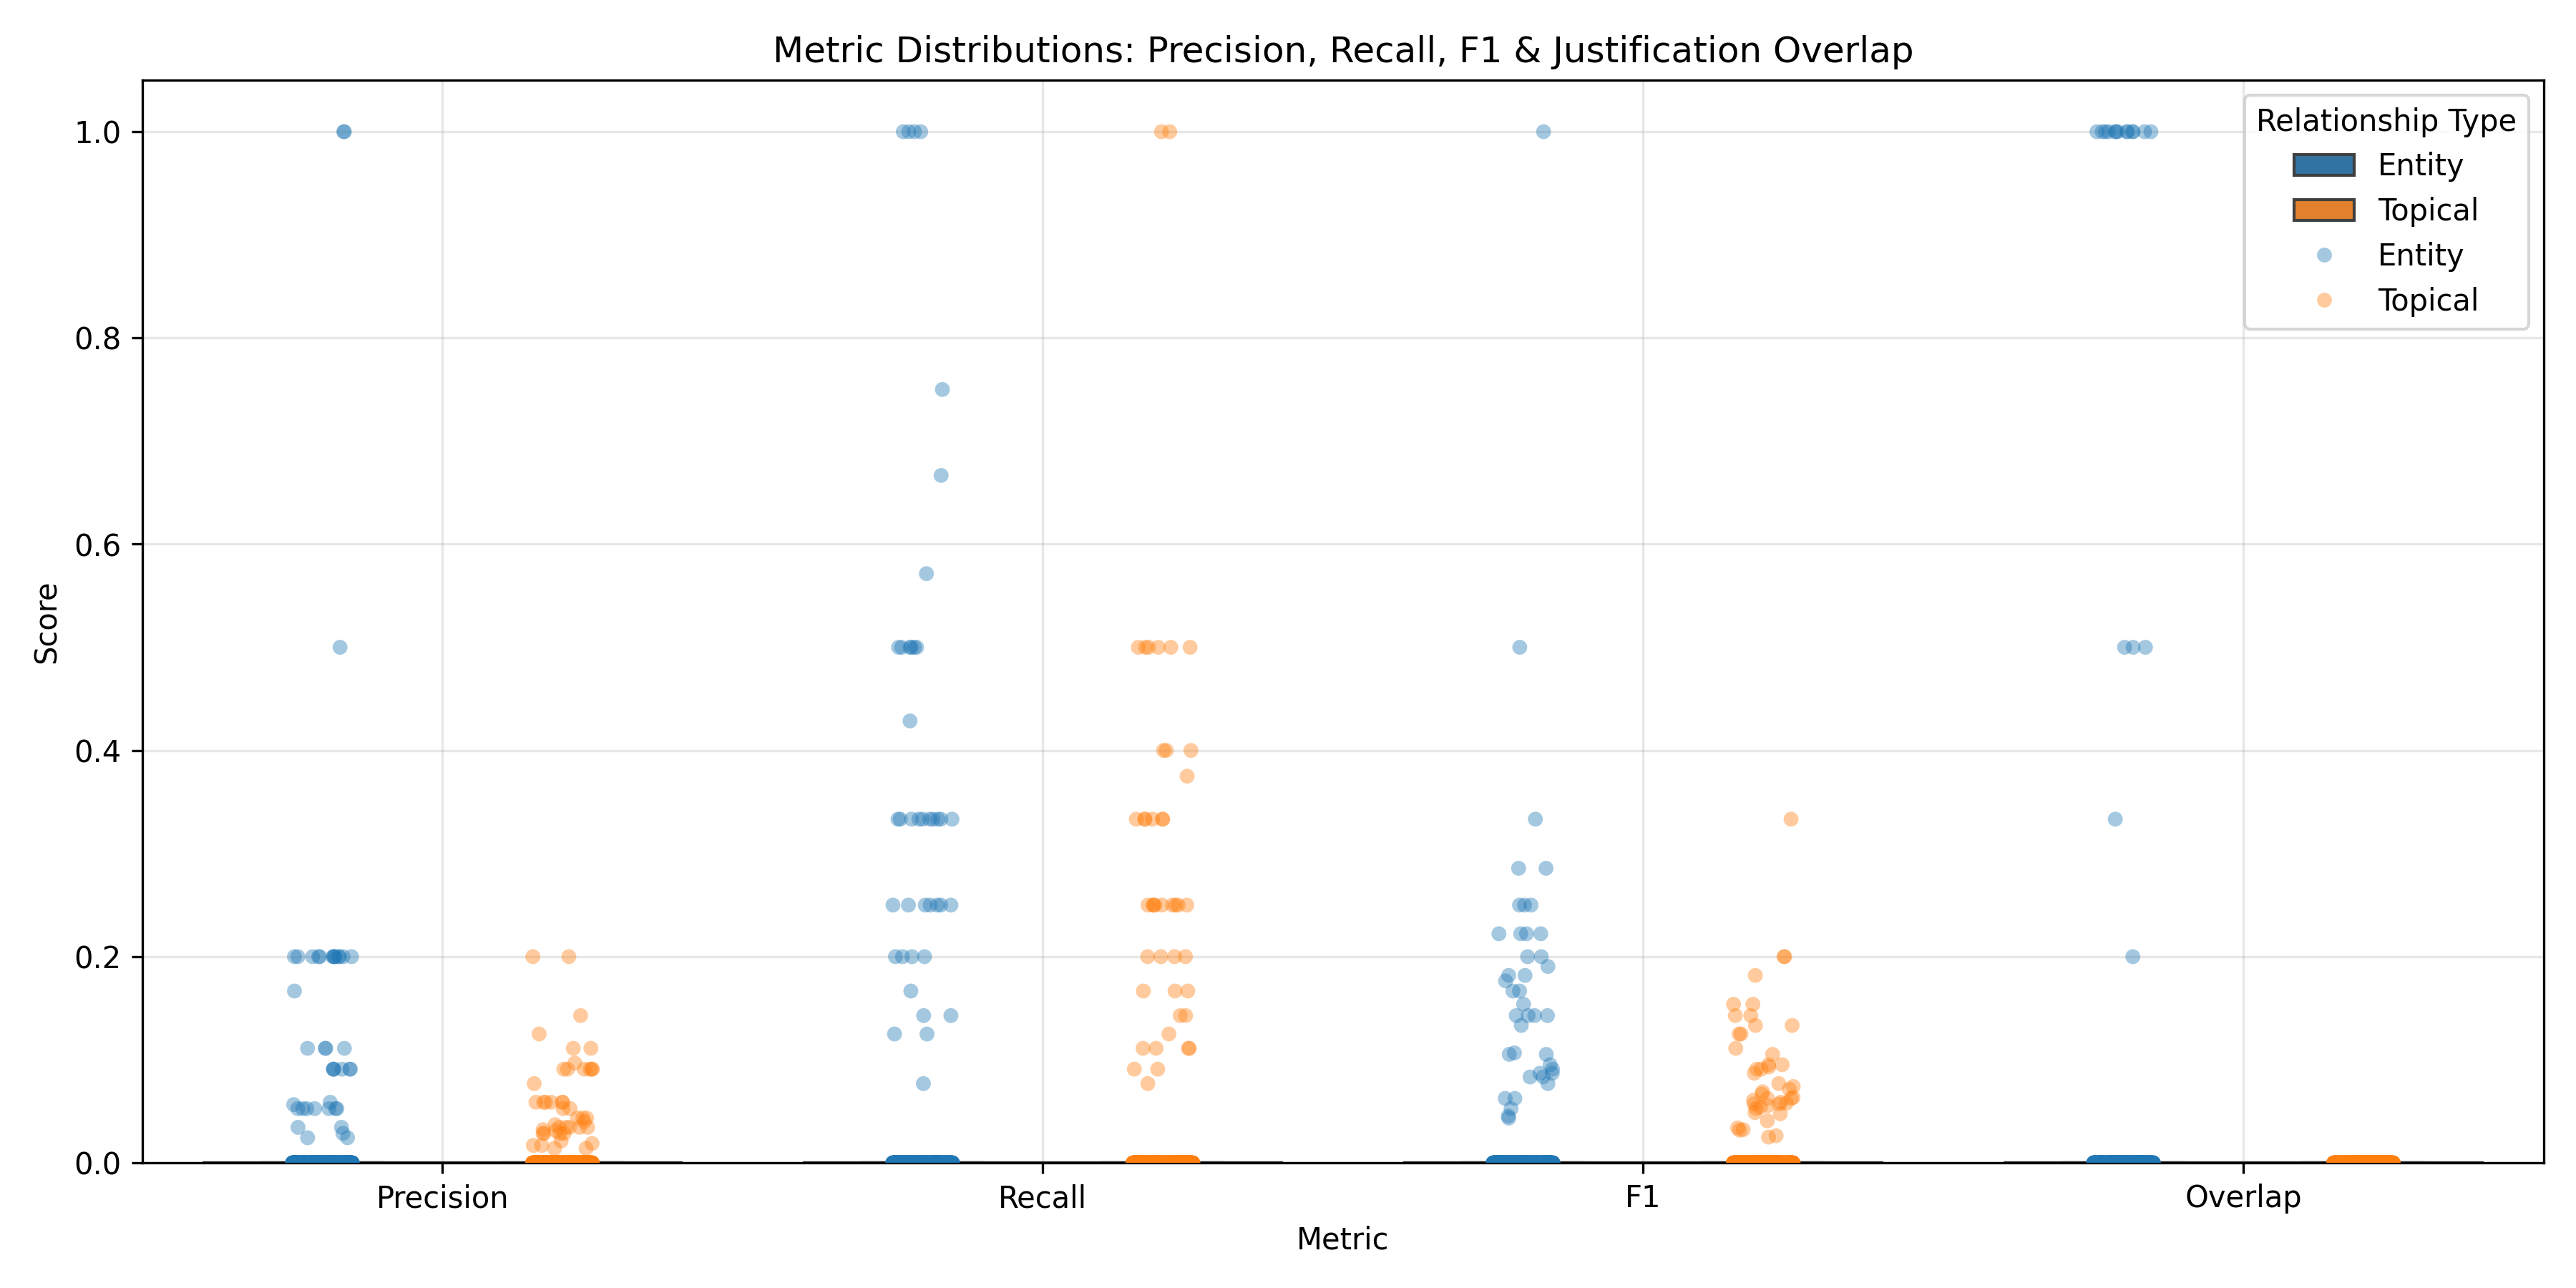 Metric Distributions: Precision, Recall, F1 & Justification Overlap
Relationship Type
Entity
Topical
Entity
Topical
Score
1.0
0.8
0.6
0.4
0.2
0.0
Precision
Recall
F1
Overlap
Metric